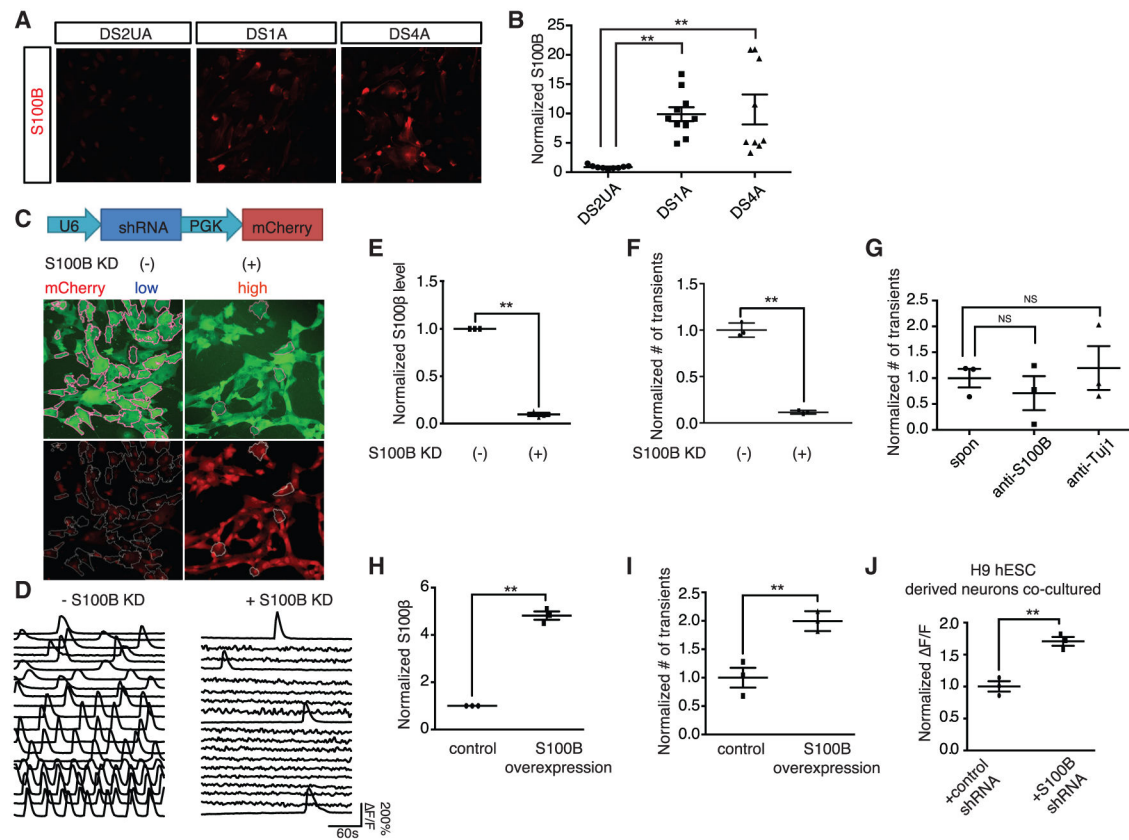 A
DS2UA
DS1A
DS4A
S100B
B
Normalized S100B
25
20
15
10
5
0
**
**
DS2UA
DS1A
DS4A
C
U6
shRNA
PGK
mCherry
S100B KD
(-)
(+)
mCherry
low
high
D
- S100B KD
+ S100B KD
200%
ΔF/F
60s
E
Normalized S100β level
1.5
1.0
0.5
0.0
**
S100B KD
(-)
(+)
F
Normalized # of transients
1.5
1.0
0.5
0.0
**
S100B KD
(-)
(+)
G
Normalized # of transients
2.5
2.0
1.5
1.0
0.5
0.0
NS
NS
spon
anti-S100B
anti-Tuj1
H
Normalized S100β
6
4
2
0
**
control
S100B
overexpression
I
Normalized # of transients
2.5
2.0
1.5
1.0
0.5
0.0
**
control
S100B
overexpression
J
H9 hESC
derived neurons co-cultured
Normalized ΔF/F
2.0
1.5
1.0
0.5
0.0
**
+control
shRNA
+S100B
shRNA